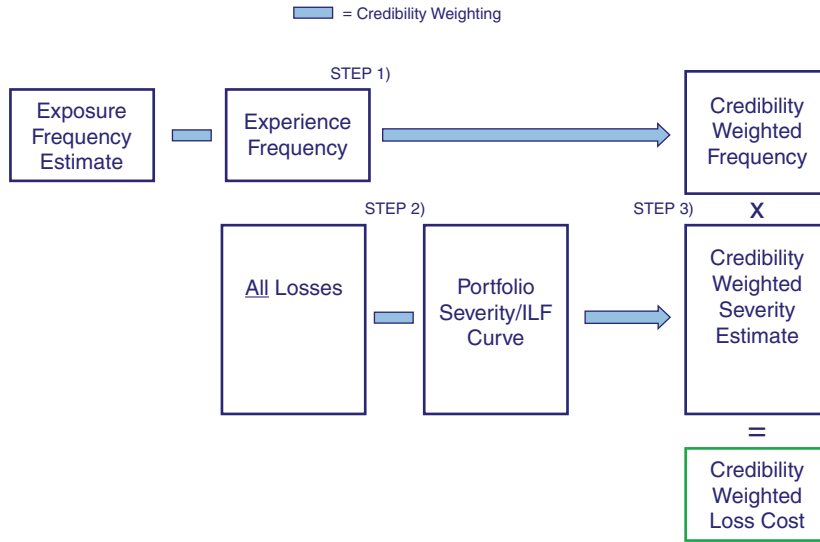 = Credibility Weighting
STEP 1)
Exposure
Frequency
Estimate
Experience
Frequency
Credibility
Weighted
Frequency
STEP 2)
STEP 3)
x
All Losses
Portfolio
Severity/ILF
Curve
Credibility
Weighted
Severity
Estimate
=
Credibility
Weighted
Loss Cost